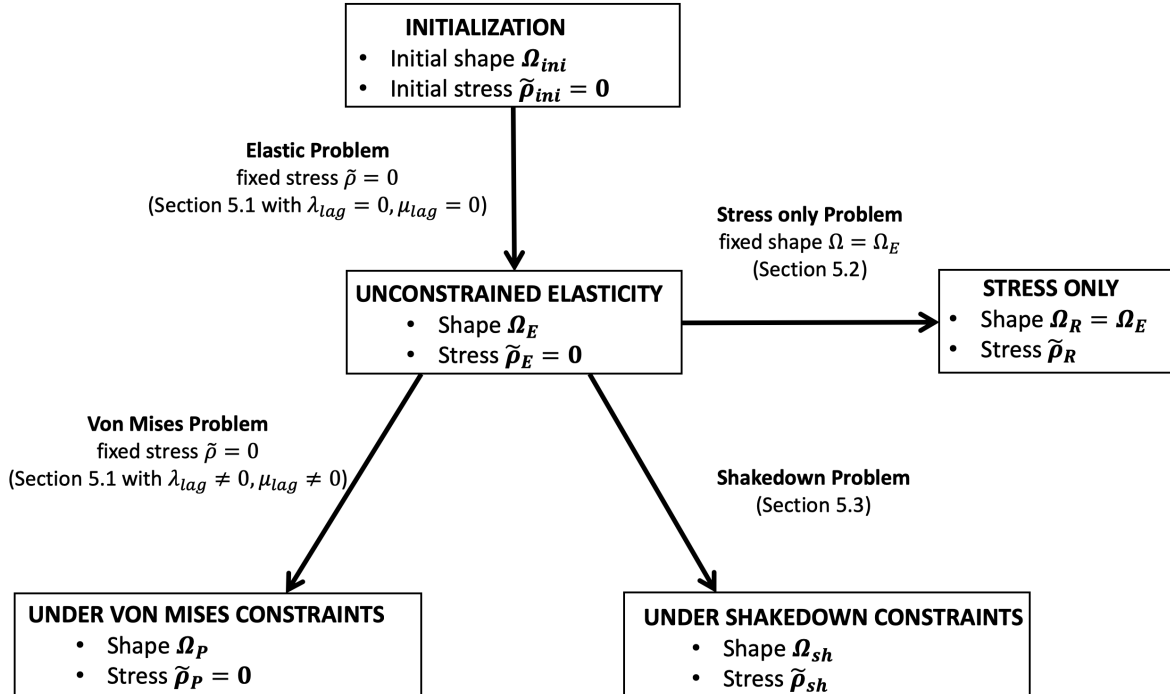 INITIALIZATION
• Initial shape Ω_ini
• Initial stress ρ̃_ini = 0
Elastic Problem
fixed stress ρ̃ = 0
(Section 5.1 with λ_lag = 0, μ_lag = 0)
Stress only Problem
fixed shape Ω = Ω_E
(Section 5.2)
UNCONSTRAINED ELASTICITY
• Shape Ω_E
• Stress ρ̃_E = 0
STRESS ONLY
• Shape Ω_R = Ω_E
• Stress ρ̃_R
Von Mises Problem
fixed stress ρ̃ = 0
(Section 5.1 with λ_lag ≠ 0, μ_lag ≠ 0)
Shakedown Problem
(Section 5.3)
UNDER VON MISES CONSTRAINTS
• Shape Ω_P
• Stress ρ̃_P = 0
UNDER SHAKEDOWN CONSTRAINTS
• Shape Ω_sh
• Stress ρ̃_sh